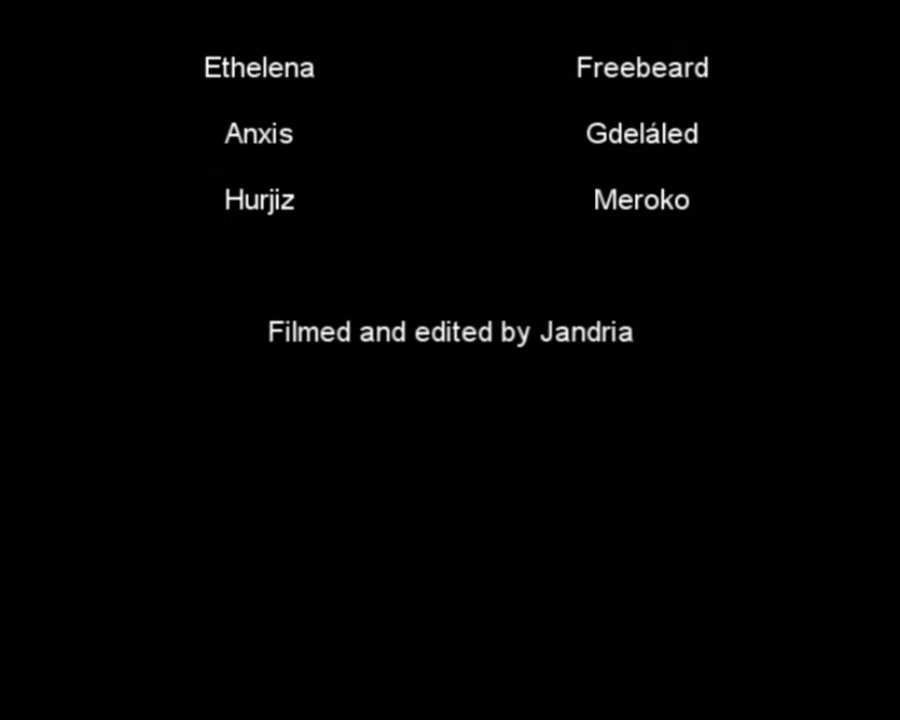 Ethelena Freebeard
Anxis Gdeláled
Hurjiz Meroko
Filmed and edited by Jandria